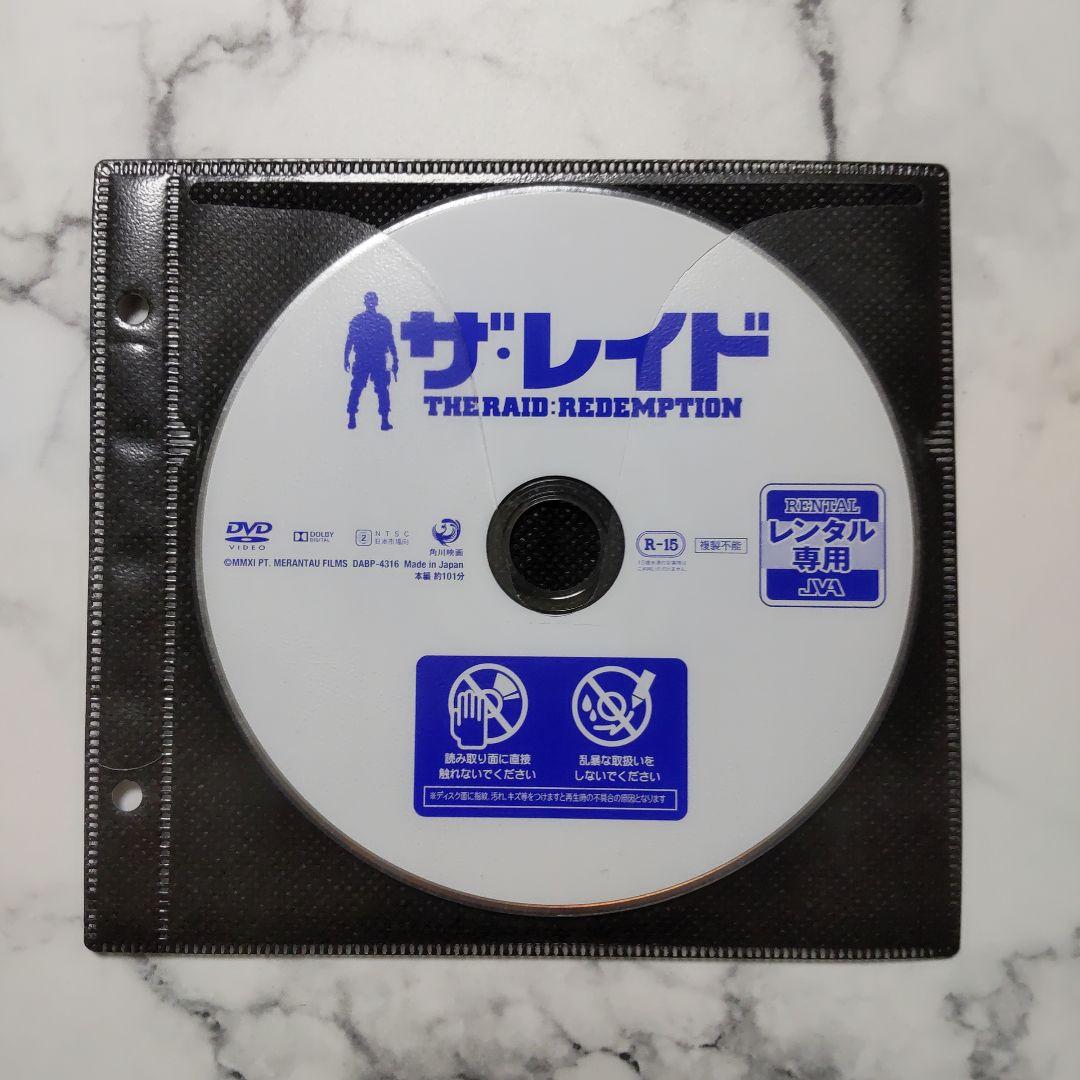 ザ・レイド
THE RAID:REDEMPTION
DVD
VIDEO
DOLBY
DIGITAL
2
NTSC
日本市場向
角川映画
©MMXI PT. MERANTAU FILMS DABP-4316 Made in Japan
本編 約101分
R-15
複製不能
RENTAL
レンタル
専用
JVA
読み取り面に直接
触れないでください
乱暴な取扱いを
しないでください
※ディスク面に指紋、汚れ、キズ等をつけますと再生時の不具合の原因となります